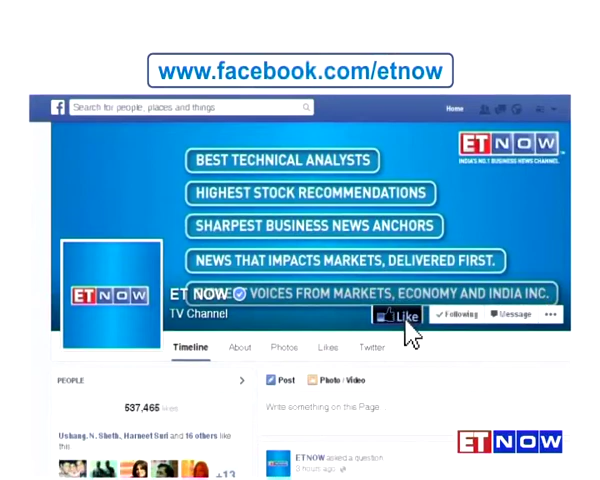 www.facebook.com/etnow
Search for people, places and things
Home
ET NOW
INDIA'S NO.1 BUSINESS NEWS CHANNEL
BEST TECHNICAL ANALYSTS
HIGHEST STOCK RECOMMENDATIONS
SHARPEST BUSINESS NEWS ANCHORS
NEWS THAT IMPACTS MARKETS, DELIVERED FIRST.
VOICES FROM MARKETS, ECONOMY AND INDIA INC.
ET NOW
ET NOW
TV Channel
Like
Following
Message
Timeline About Photos Likes Twitter
PEOPLE
537,465 likes
Ushang. N. Sheth, Harneet Suri and 16 others like
this
+13
Post Photo / Video
Write something on this Page
ETNOW asked a question
3 hours ago
ET NOW